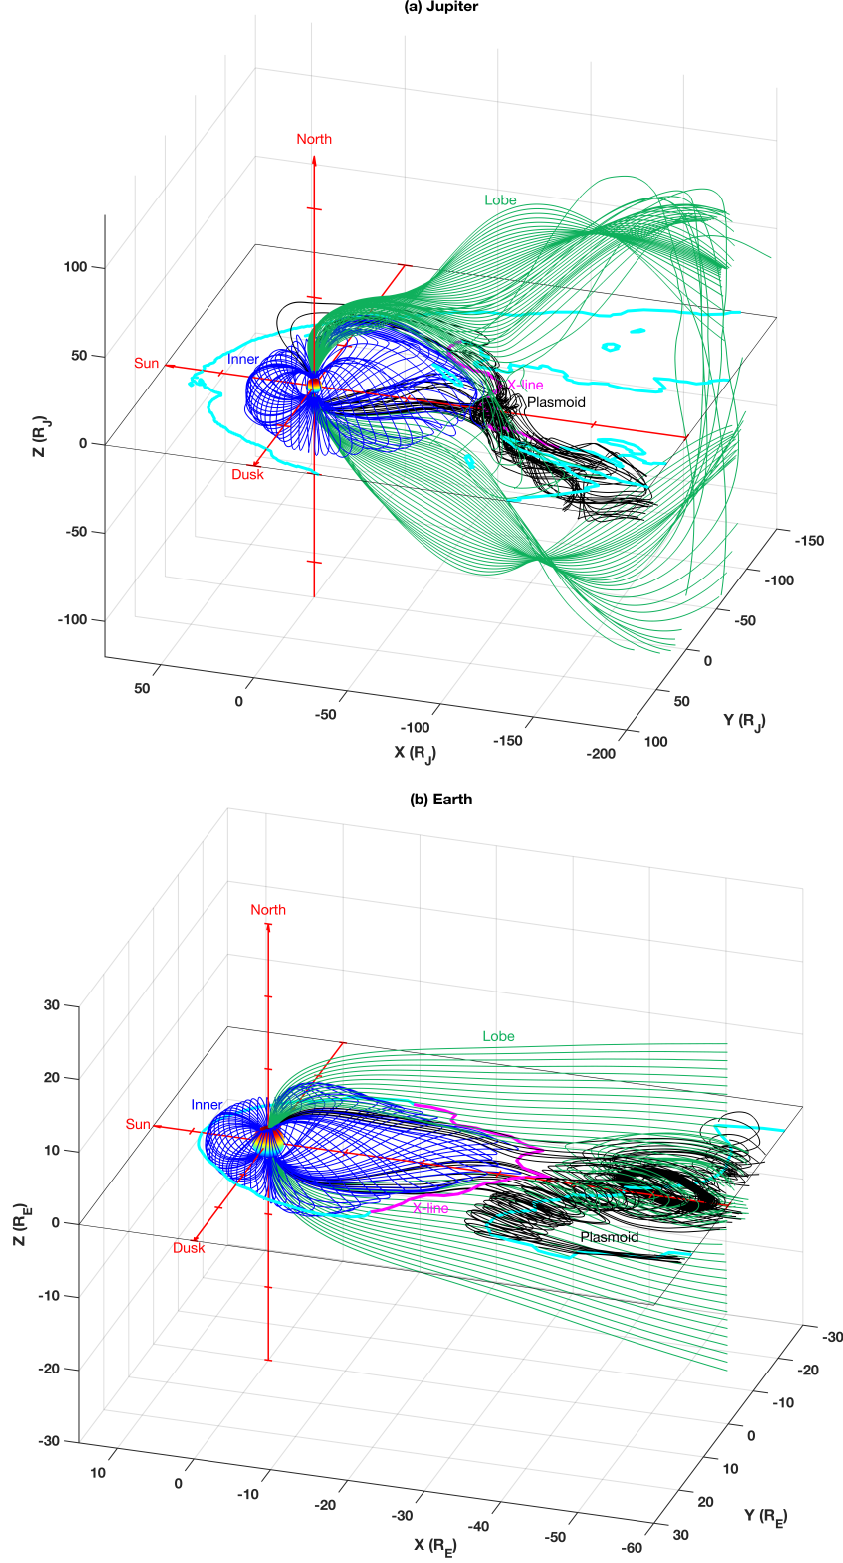 (a) Jupiter
North
Lobe
100
50
Sun
Inner
X-line
Plasmoid
Z (R_J)
0
Dusk
-50
-150
-100
-100
-50
0
50
50
0
-50
-100
Y (R_J)
-150
100
X (R_J)
-200
(b) Earth
North
30
Lobe
20
Inner
Sun
10
X-line
Z (R_E)
0
Plasmoid
Dusk
-10
-30
-20
-20
-10
0
-30
10
10
0
20
-10
-20
Y (R_E)
-30
30
-40
X (R_E)
-50
-60